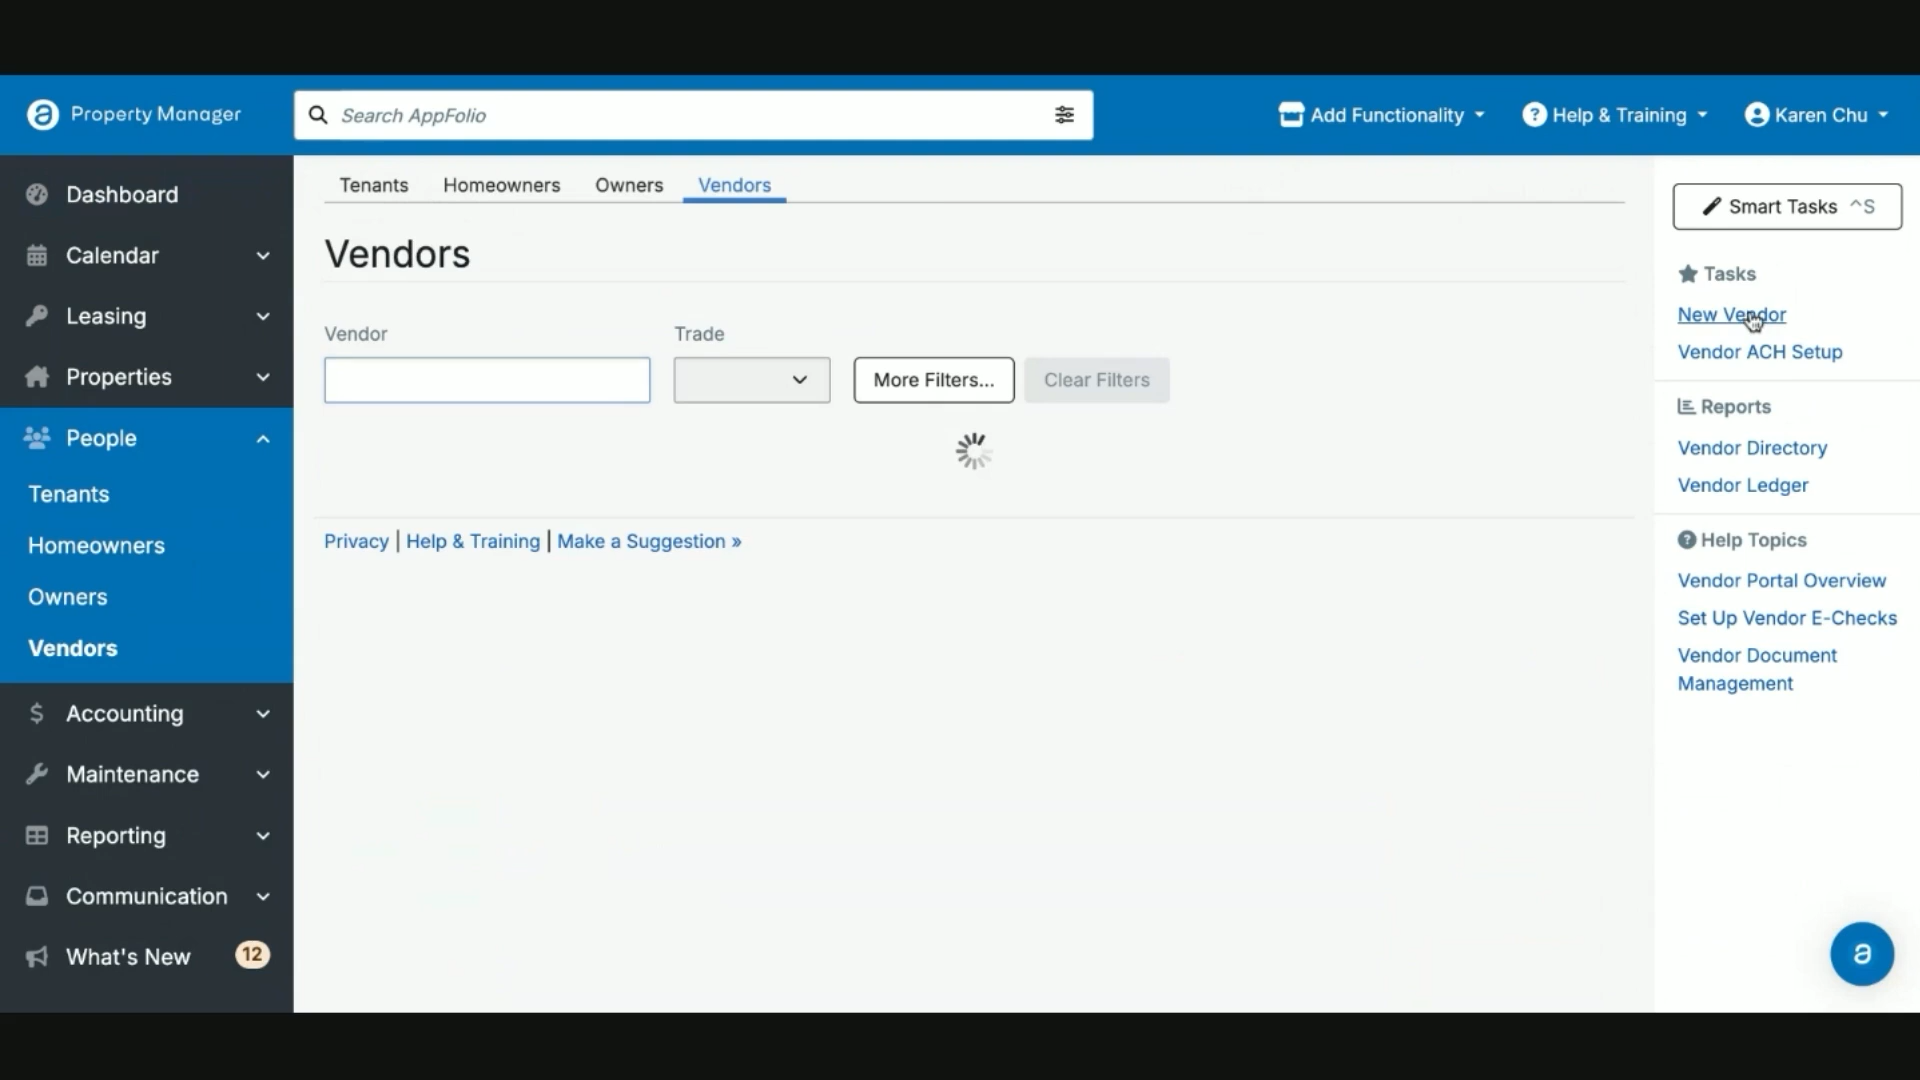 Property Manager
Search AppFolio
Add Functionality
Help & Training
Karen Chu
Dashboard
Calendar
Leasing
Properties
People
Tenants
Homeowners
Owners
Vendors
Accounting
Maintenance
Reporting
Communication
What's New 12
Tenants Homeowners Owners Vendors
Vendors
Vendor Trade
More Filters... Clear Filters
Privacy | Help & Training | Make a Suggestion »
Smart Tasks ^S
Tasks
New Vendor
Vendor ACH Setup
Reports
Vendor Directory
Vendor Ledger
Help Topics
Vendor Portal Overview
Set Up Vendor E-Checks
Vendor Document
Management